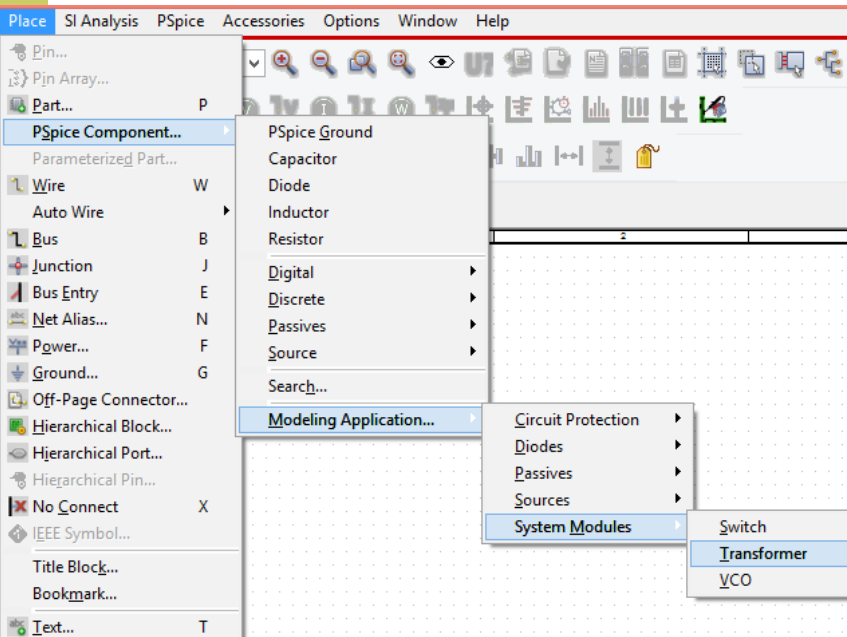 Place SI Analysis PSpice Accessories Options Window Help
Pin...
Pin Array...
Part... P
PSpice Component...
Parameterized Part...
Wire W
Auto Wire
Bus B
Junction J
Bus Entry E
Net Alias... N
Power... F
Ground... G
Off-Page Connector...
Hierarchical Block...
Hierarchical Port...
Hierarchical Pin...
No Connect X
IEEE Symbol...
Title Block...
Bookmark...
Text... T
PSpice Ground
Capacitor
Diode
Inductor
Resistor
Digital
Discrete
Passives
Source
Search...
Modeling Application...
Circuit Protection
Diodes
Passives
Sources
System Modules
Switch
Transformer
VCO
2